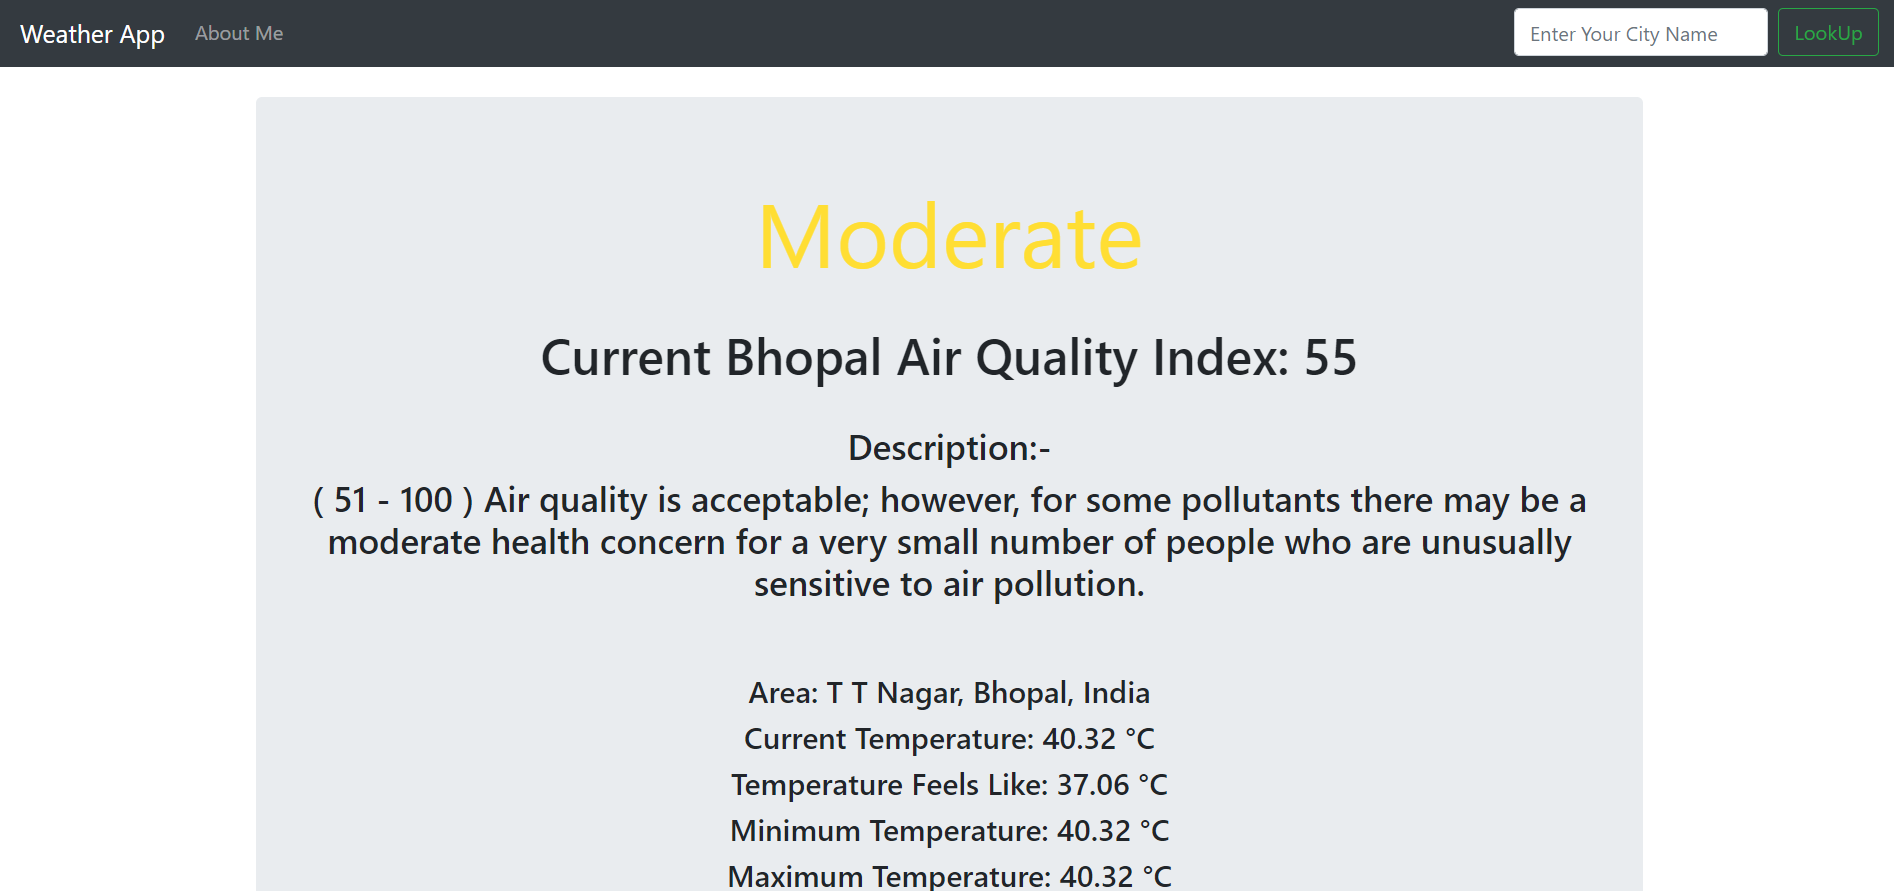 Weather App About Me Enter Your City Name LookUp
Moderate
Current Bhopal Air Quality Index: 55
Description:-
( 51 - 100 ) Air quality is acceptable; however, for some pollutants there may be a
moderate health concern for a very small number of people who are unusually
sensitive to air pollution.
Area: T T Nagar, Bhopal, India
Current Temperature: 40.32 °C
Temperature Feels Like: 37.06 °C
Minimum Temperature: 40.32 °C
Maximum Temperature: 40.32 °C